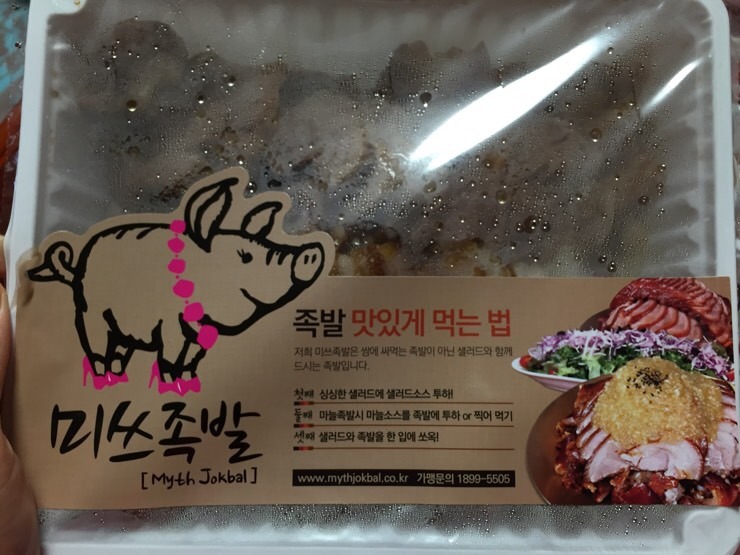 미쓰족발
[Myth Jokbal]
족발 맛있게 먹는 법
저희 미쓰족발은 쌈에 싸먹는 족발이 아닌 샐러드와 함께
드시는 족발입니다.
첫째 싱싱한 샐러드에 샐러드소스 투하!
둘째 마늘족발시 마늘소스를 족발에 투하 or 찍어 먹기
셋째 샐러드와 족발을 한 입에 쏘옥!
www.mythjokbal.co.kr 가맹문의 1899-5505